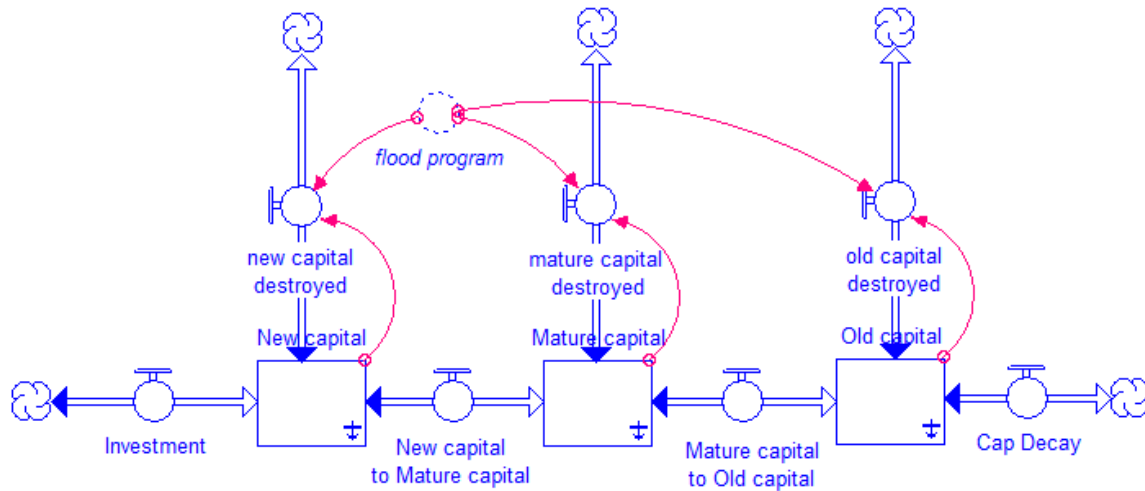 flood program
new capital
destroyed
mature capital
destroyed
old capital
destroyed
New capital
Mature capital
Old capital
Investment
New capital
to Mature capital
Mature capital
to Old capital
Cap Decay